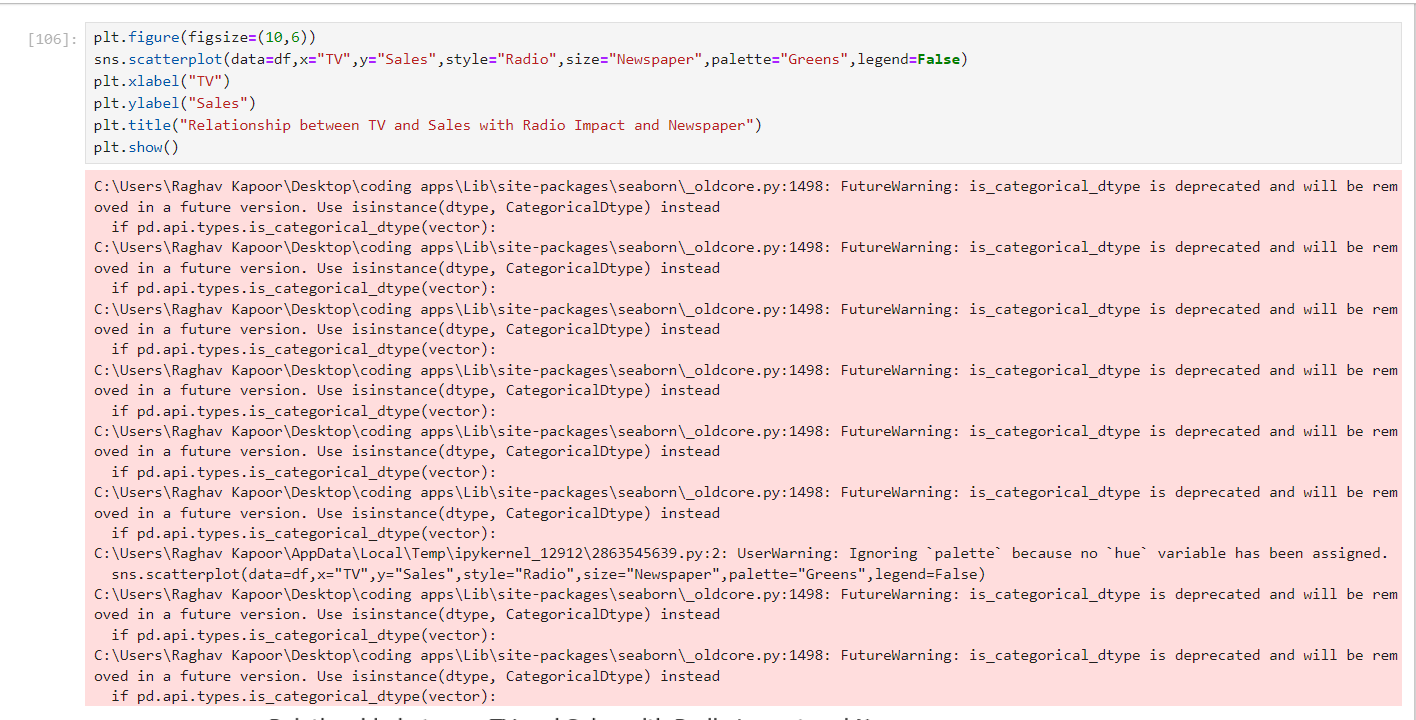 [106]: plt.figure(figsize=(10,6))
sns.scatterplot(data=df,x="TV",y="Sales",style="Radio",size="Newspaper",palette="Greens",legend=False)
plt.xlabel("TV")
plt.ylabel("Sales")
plt.title("Relationship between TV and Sales with Radio Impact and Newspaper")
plt.show()
C:\Users\Raghav Kapoor\Desktop\coding apps\Lib\site-packages\seaborn\_oldcore.py:1498: FutureWarning: is_categorical_dtype is deprecated and will be rem
oved in a future version. Use isinstance(dtype, CategoricalDtype) instead
  if pd.api.types.is_categorical_dtype(vector):
C:\Users\Raghav Kapoor\Desktop\coding apps\Lib\site-packages\seaborn\_oldcore.py:1498: FutureWarning: is_categorical_dtype is deprecated and will be rem
oved in a future version. Use isinstance(dtype, CategoricalDtype) instead
  if pd.api.types.is_categorical_dtype(vector):
C:\Users\Raghav Kapoor\Desktop\coding apps\Lib\site-packages\seaborn\_oldcore.py:1498: FutureWarning: is_categorical_dtype is deprecated and will be rem
oved in a future version. Use isinstance(dtype, CategoricalDtype) instead
  if pd.api.types.is_categorical_dtype(vector):
C:\Users\Raghav Kapoor\Desktop\coding apps\Lib\site-packages\seaborn\_oldcore.py:1498: FutureWarning: is_categorical_dtype is deprecated and will be rem
oved in a future version. Use isinstance(dtype, CategoricalDtype) instead
  if pd.api.types.is_categorical_dtype(vector):
C:\Users\Raghav Kapoor\Desktop\coding apps\Lib\site-packages\seaborn\_oldcore.py:1498: FutureWarning: is_categorical_dtype is deprecated and will be rem
oved in a future version. Use isinstance(dtype, CategoricalDtype) instead
  if pd.api.types.is_categorical_dtype(vector):
C:\Users\Raghav Kapoor\Desktop\coding apps\Lib\site-packages\seaborn\_oldcore.py:1498: FutureWarning: is_categorical_dtype is deprecated and will be rem
oved in a future version. Use isinstance(dtype, CategoricalDtype) instead
  if pd.api.types.is_categorical_dtype(vector):
C:\Users\Raghav Kapoor\AppData\Local\Temp\ipykernel_12912\2863545639.py:2: UserWarning: Ignoring `palette` because no `hue` variable has been assigned.
  sns.scatterplot(data=df,x="TV",y="Sales",style="Radio",size="Newspaper",palette="Greens",legend=False)
C:\Users\Raghav Kapoor\Desktop\coding apps\Lib\site-packages\seaborn\_oldcore.py:1498: FutureWarning: is_categorical_dtype is deprecated and will be rem
oved in a future version. Use isinstance(dtype, CategoricalDtype) instead
  if pd.api.types.is_categorical_dtype(vector):
C:\Users\Raghav Kapoor\Desktop\coding apps\Lib\site-packages\seaborn\_oldcore.py:1498: FutureWarning: is_categorical_dtype is deprecated and will be rem
oved in a future version. Use isinstance(dtype, CategoricalDtype) instead
  if pd.api.types.is_categorical_dtype(vector):